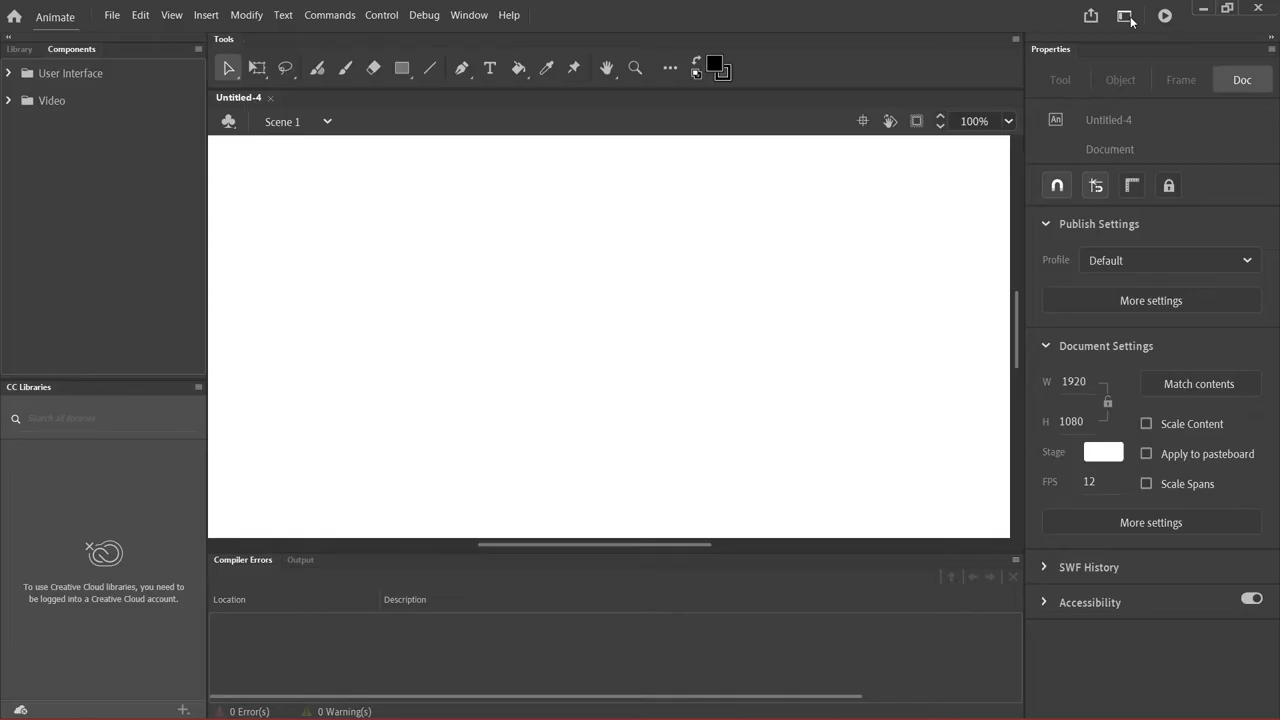 Animate File Edit View Insert Modify Text Commands Control Debug Window Help
Library Components
User Interface
Video
CC Libraries
Search all libraries
To use Creative Cloud libraries, you need to
be logged into a Creative Cloud account.
Tools
Untitled-4
Scene 1 100%
Compiler Errors Output
Location Description
0 Error(s) 0 Warning(s)
Properties
Tool Object Frame Doc
An Untitled-4
Document
Publish Settings
Profile Default
More settings
Document Settings
W 1920 Match contents
H 1080 Scale Content
Stage Apply to pasteboard
FPS 12 Scale Spans
More settings
SWF History
Accessibility